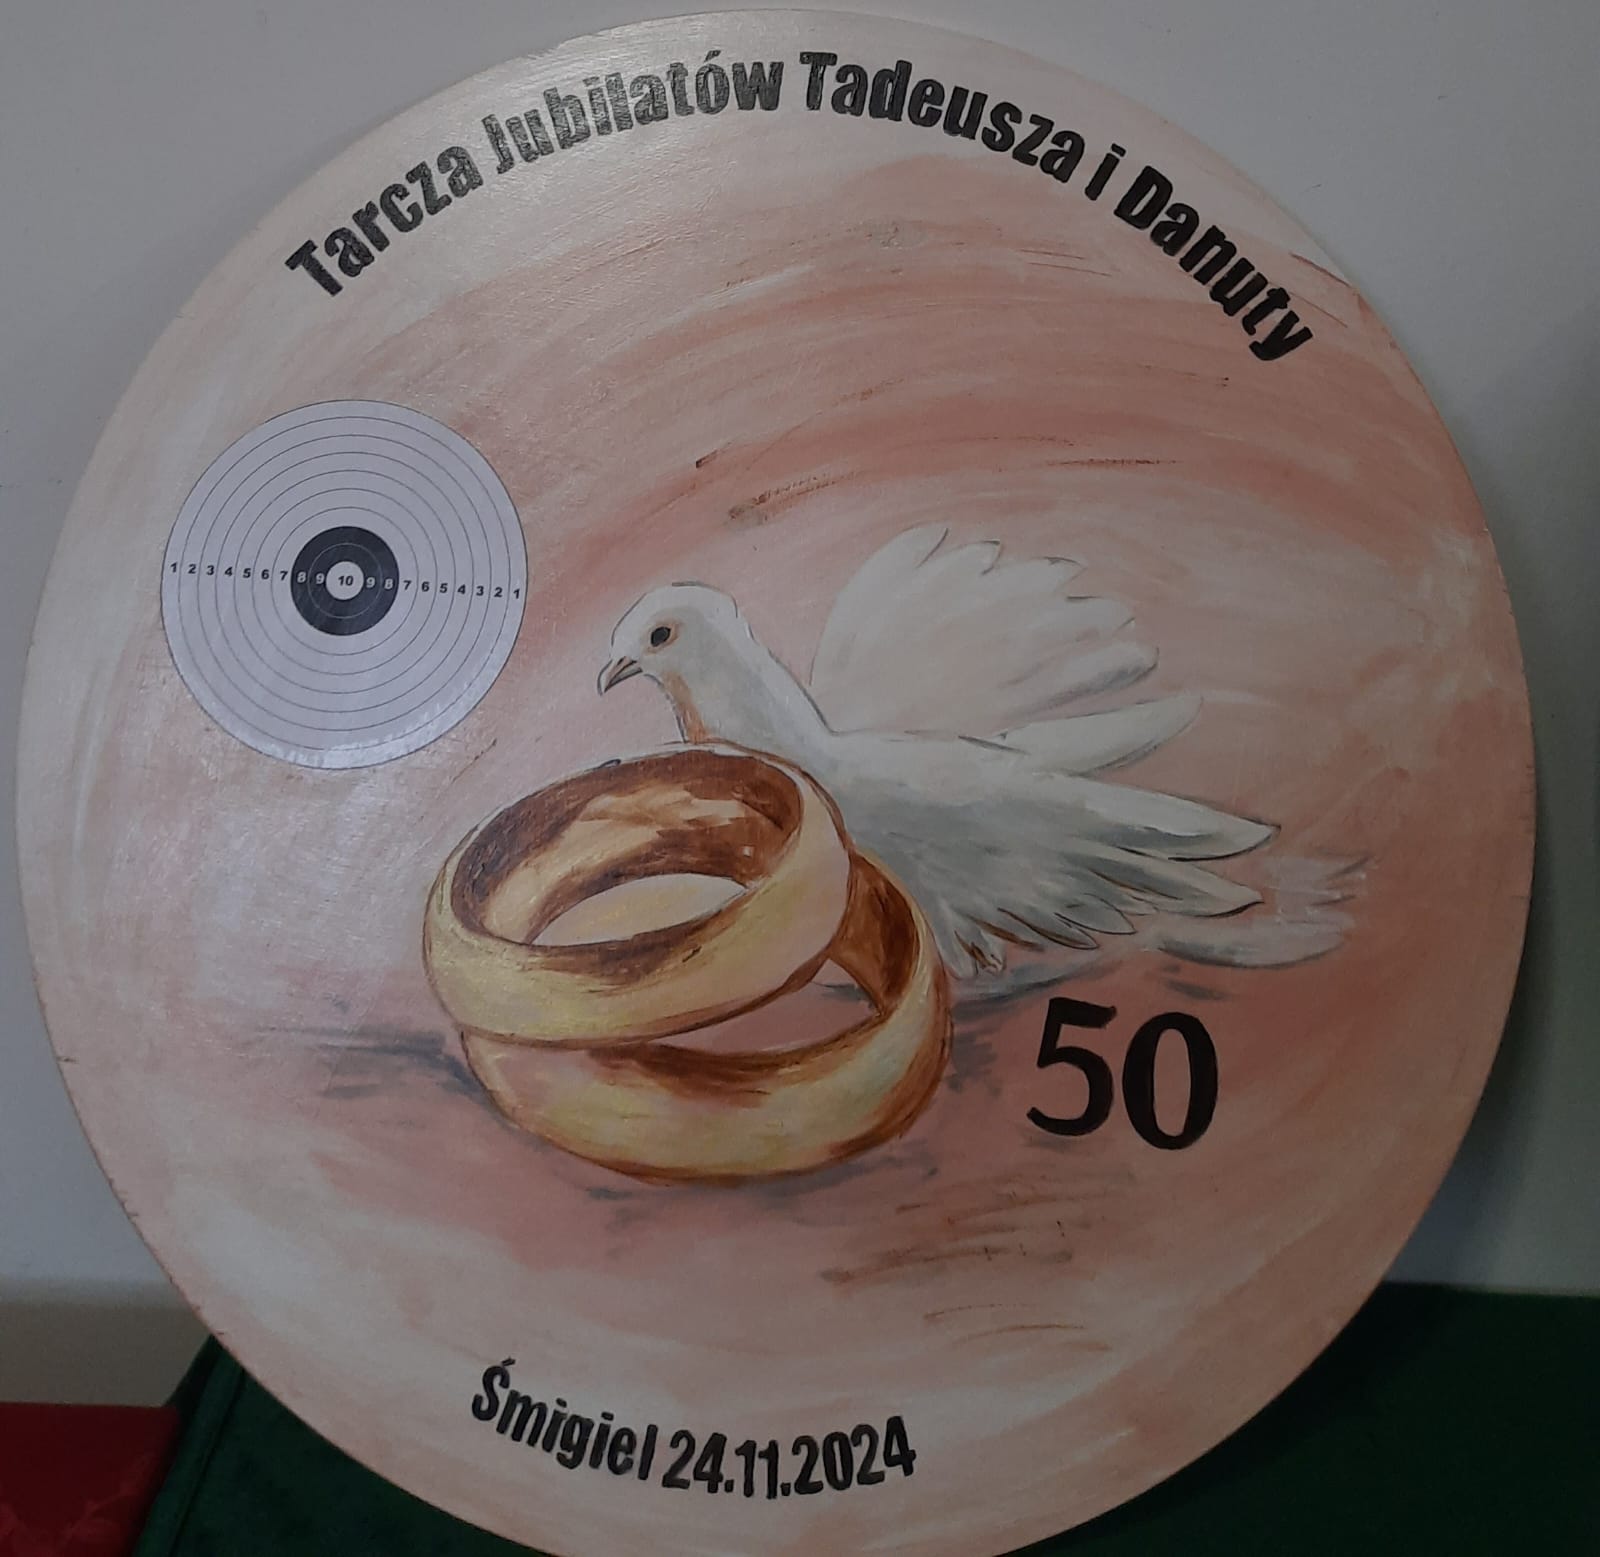 Tarcza Jubilatów Tadeusza i Danuty
1 2 3 4 5 6 7 8 9 10 9 8 7 6 5 4 3 2 1
50
Śmigiel 24.11.2024